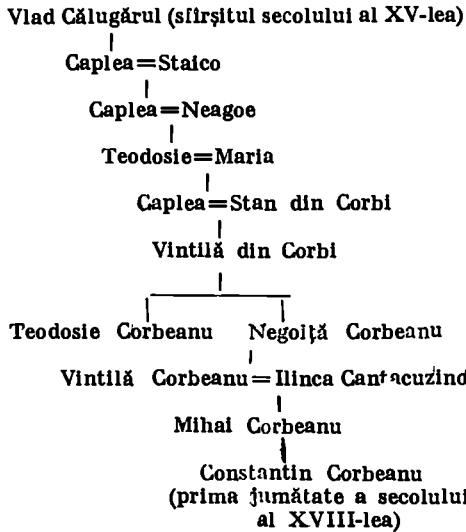 Vlad Călugărul (sfîrşitul secolului al XV-lea)
Caplea=Staico
Caplea=Neagoe
Teodosie=Maria
Caplea=Stan din Corbi
Vintilă din Corbi
Teodosie Corbeanu Negoiţă Corbeanu
Vintilă Corbeanu=Ilinca Cantacuzino
Mihai Corbeanu
Constantin Corbeanu
(prima jumătate a secolului
al XVIII-lea)